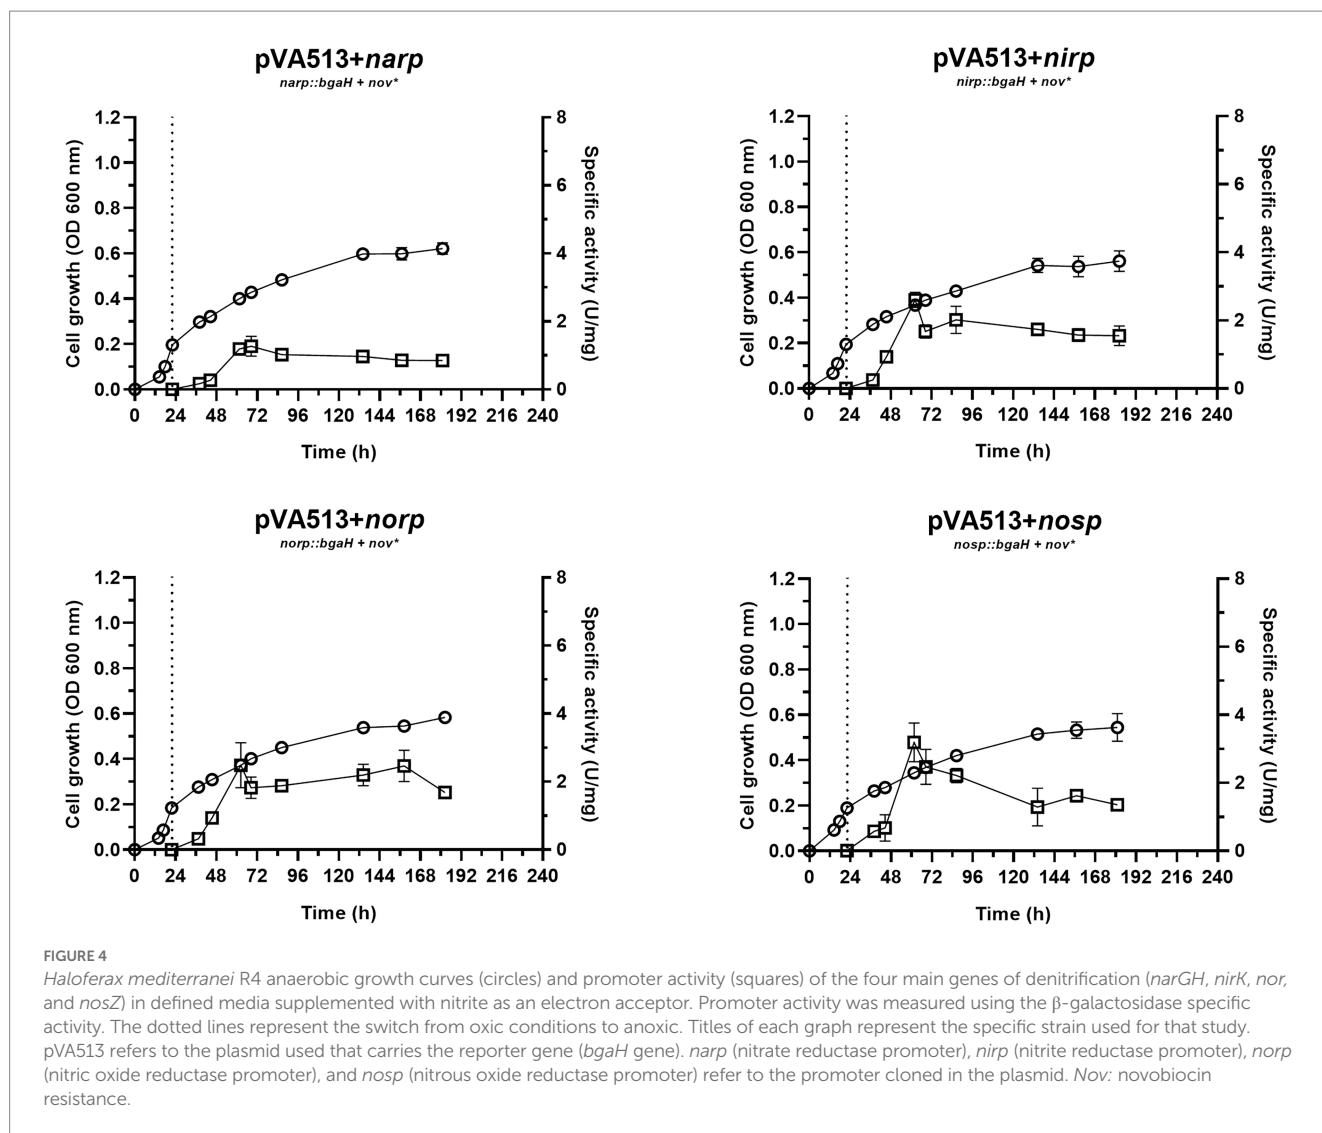 pVA513+narp
narp::bgaH + nov*
Cell growth (OD 600 nm)
1.2
1.0
0.8
0.6
0.4
0.2
0.0
8
6
4
2
0
Specific activity (U/mg)
0 24 48 72 96 120 144 168 192 216 240
Time (h)
pVA513+nirp
nirp::bgaH + nov*
Cell growth (OD 600 nm)
1.2
1.0
0.8
0.6
0.4
0.2
0.0
8
6
4
2
0
Specific activity (U/mg)
0 24 48 72 96 120 144 168 192 216 240
Time (h)
pVA513+norp
norp::bgaH + nov*
Cell growth (OD 600 nm)
1.2
1.0
0.8
0.6
0.4
0.2
0.0
8
6
4
2
0
Specific activity (U/mg)
0 24 48 72 96 120 144 168 192 216 240
Time (h)
pVA513+nosp
nosp::bgaH + nov*
Cell growth (OD 600 nm)
1.2
1.0
0.8
0.6
0.4
0.2
0.0
8
6
4
2
0
Specific activity (U/mg)
0 24 48 72 96 120 144 168 192 216 240
Time (h)
FIGURE 4
Haloferax mediterranei R4 anaerobic growth curves (circles) and promoter activity (squares) of the four main genes of denitrification (narGH, nirK, nor,
and nosZ) in defined media supplemented with nitrite as an electron acceptor. Promoter activity was measured using the β-galactosidase specific
activity. The dotted lines represent the switch from oxic conditions to anoxic. Titles of each graph represent the specific strain used for that study.
pVA513 refers to the plasmid used that carries the reporter gene (bgaH gene). narp (nitrate reductase promoter), nirp (nitrite reductase promoter), norp
(nitric oxide reductase promoter), and nosp (nitrous oxide reductase promoter) refer to the promoter cloned in the plasmid. Nov: novobiocin
resistance.